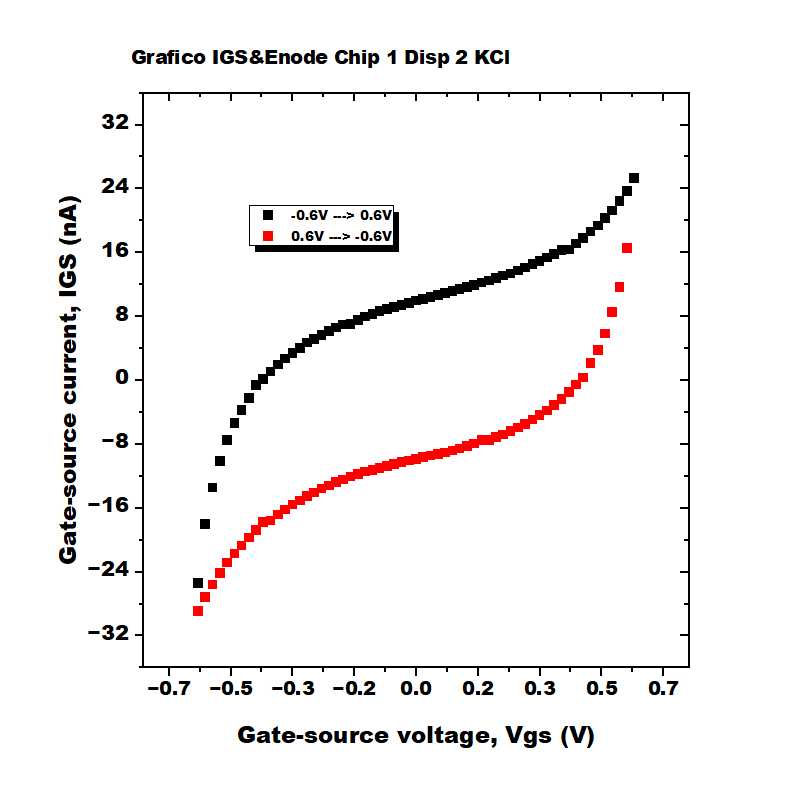 Grafico IGS&Enode Chip 1 Disp 2 KCl
32
24
16
8
0
−8
−16
−24
−32
Gate-source current, IGS (nA)
-0.6V ---> 0.6V
0.6V ---> -0.6V
−0.7 −0.5 −0.3 −0.2 0.0 0.2 0.3 0.5 0.7
Gate-source voltage, Vgs (V)